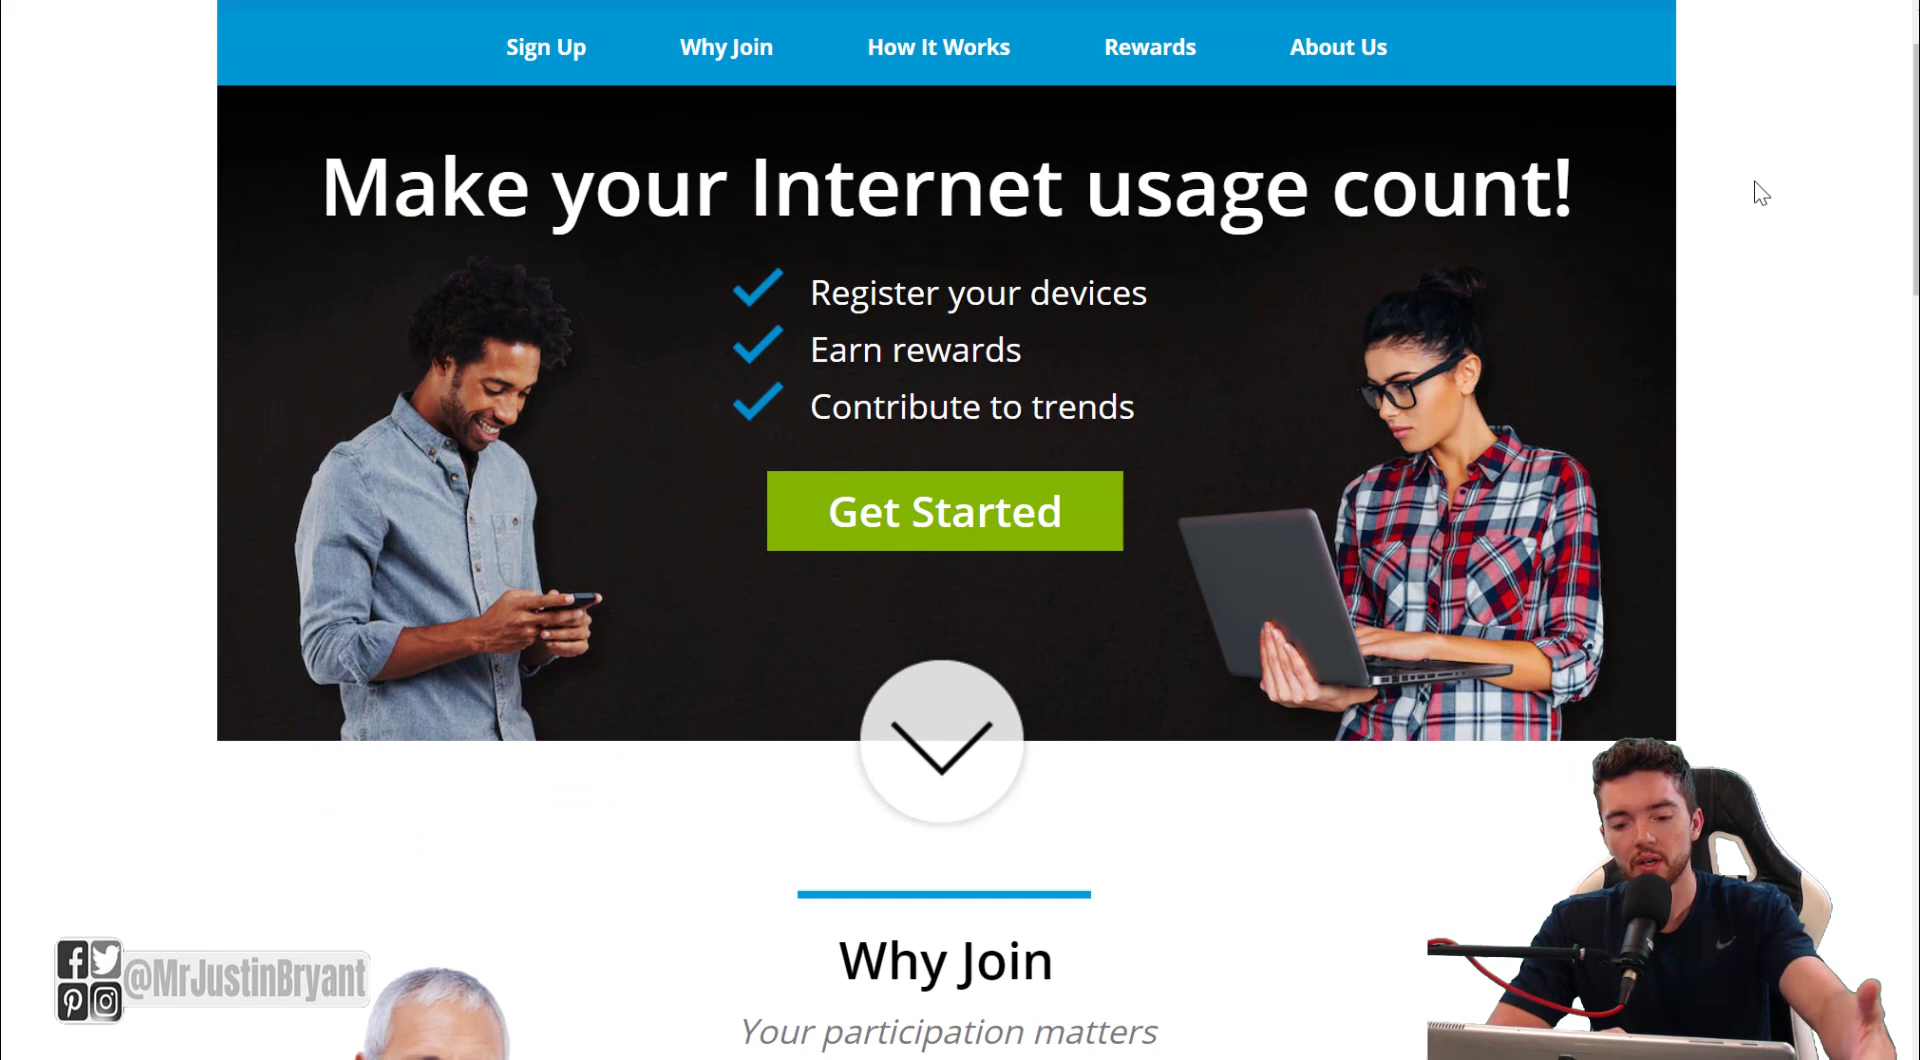 Sign Up Why Join How It Works Rewards About Us
Make your Internet usage count!
Register your devices
Earn rewards
Contribute to trends
Get Started
Why Join
Your participation matters
@MrJustinBryant